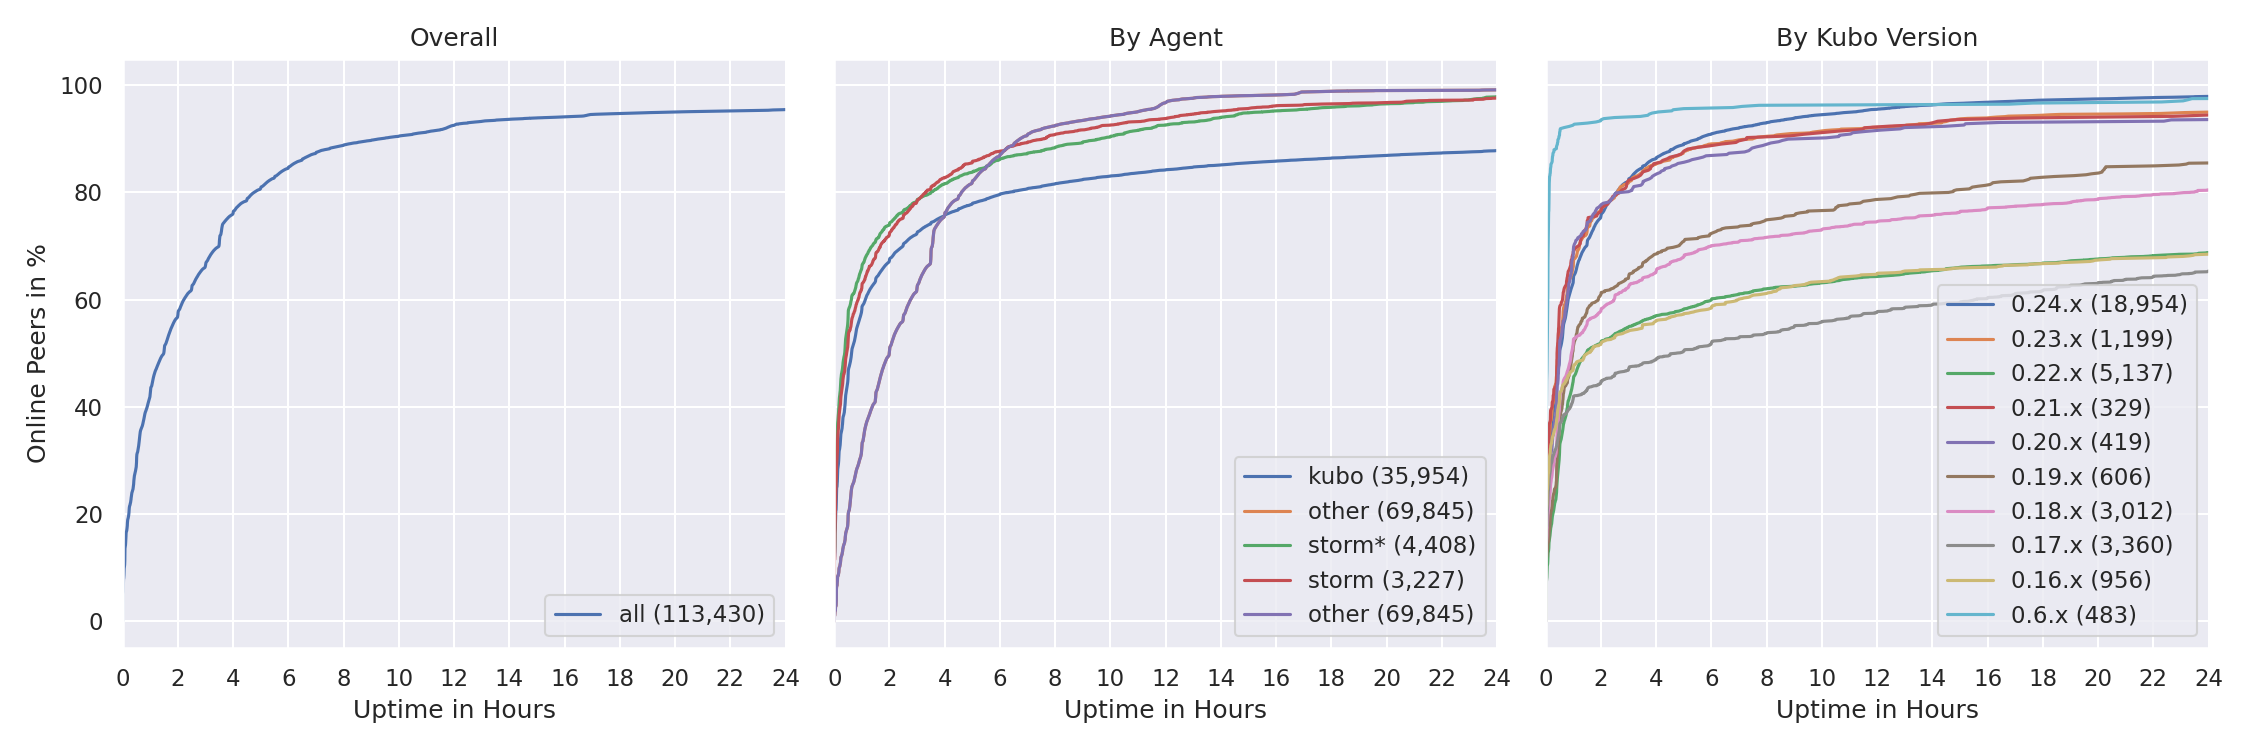 Overall
By Agent
By Kubo Version
Online Peers in %
100
80
60
40
20
0
all (113,430)
0 2 4 6 8 10 12 14 16 18 20 22 24
Uptime in Hours
kubo (35,954)
other (69,845)
storm* (4,408)
storm (3,227)
other (69,845)
0 2 4 6 8 10 12 14 16 18 20 22 24
Uptime in Hours
0.24.x (18,954)
0.23.x (1,199)
0.22.x (5,137)
0.21.x (329)
0.20.x (419)
0.19.x (606)
0.18.x (3,012)
0.17.x (3,360)
0.16.x (956)
0.6.x (483)
0 2 4 6 8 10 12 14 16 18 20 22 24
Uptime in Hours